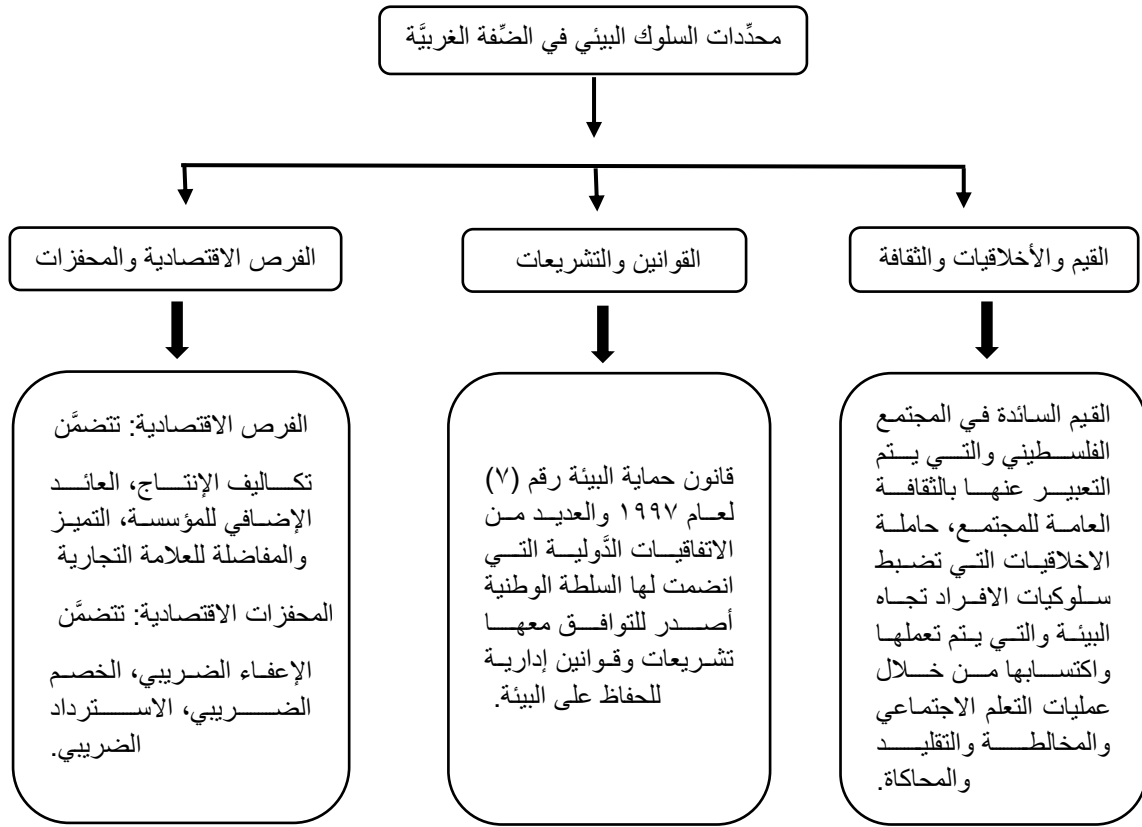 محدِّدات السلوك البيئي في الضِّفة الغربيَّة
القيم والأخلاقيات والثقافة
القوانين والتشريعات
الفرص الاقتصادية والمحفزات
القيم السائدة في المجتمع
الفلسطيني والتي يتم
التعبير عنها بالثقافة
العامة للمجتمع، حاملة
الاخلاقيات التي تضبط
سلوكيات الافراد تجاه
البيئة والتي يتم تعملها
واكتسابها من خلال
عمليات التعلم الاجتماعي
والمخالطة والتقليد
والمحاكاة.
قانون حماية البيئة رقم (٧)
لعام ١٩٩٧ والعديد من
الاتفاقيات الدَّولية التي
انضمت لها السلطة الوطنية
أصدر للتوافق معها
تشريعات وقوانين إدارية
للحفاظ على البيئة.
الفرص الاقتصادية: تتضمَّن
تكاليف الإنتاج، العائد
الإضافي للمؤسسة، التميز
والمفاضلة للعلامة التجارية
المحفزات الاقتصادية: تتضمَّن
الإعفاء الضريبي، الخصم
الضريبي، الاسترداد
الضريبي.